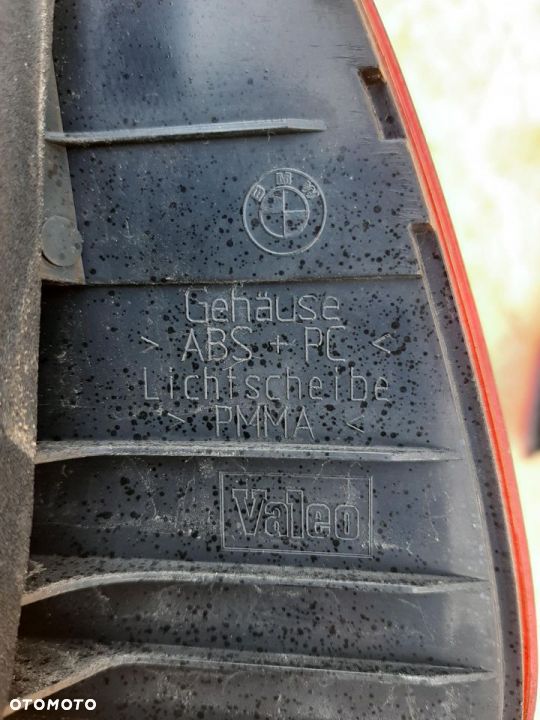 BMW
Gehäuse
> ABS + PC <
Lichtscheibe
> PMMA <
Valeo
OTOMOTO